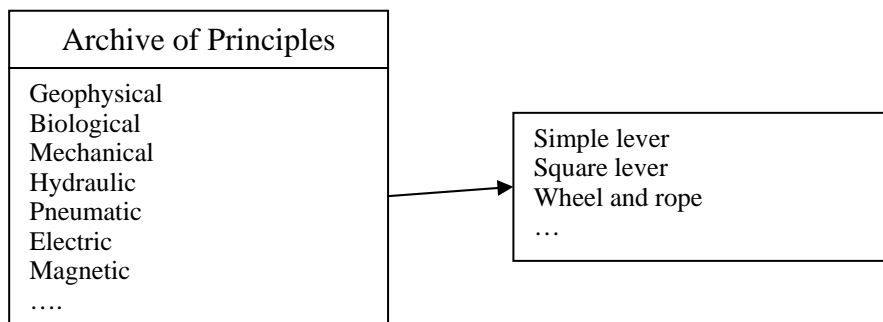 Archive of Principles
Geophysical
Biological
Mechanical
Hydraulic
Pneumatic
Electric
Magnetic
….
Simple lever
Square lever
Wheel and rope
…